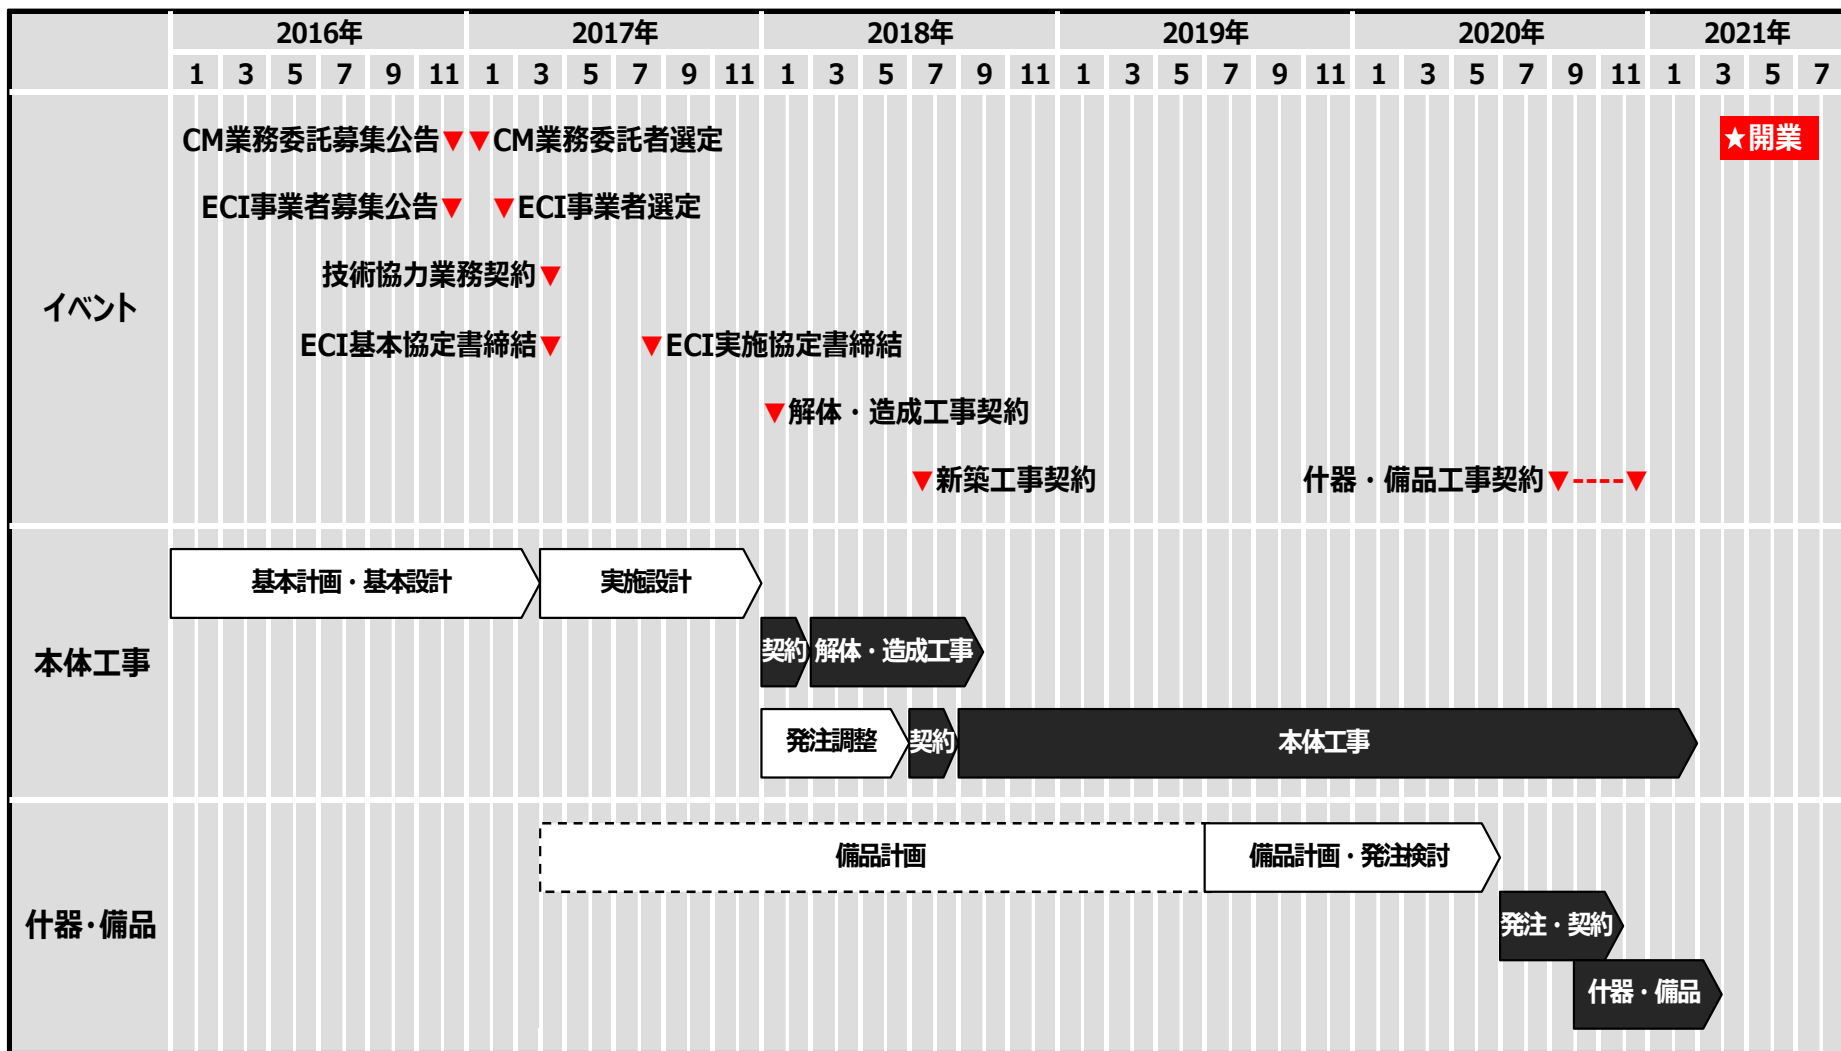 2016年 2017年 2018年 2019年 2020年 2021年
1 3 5 7 9 11 1 3 5 7 9 11 1 3 5 7 9 11 1 3 5 7 9 11 1 3 5 7 9 11 1 3 5 7
イベント
CM業務委託募集公告▼ ▼CM業務委託者選定 ★開業
ECI事業者募集公告▼ ▼ECI事業者選定
技術協力業務契約▼
ECI基本協定書締結▼ ▼ECI実施協定書締結
▼解体・造成工事契約
▼新築工事契約 什器・備品工事契約▼----▼
本体工事
基本計画・基本設計 実施設計
契約 解体・造成工事
発注調整 契約 本体工事
什器・備品
備品計画 備品計画・発注検討
発注・契約
什器・備品